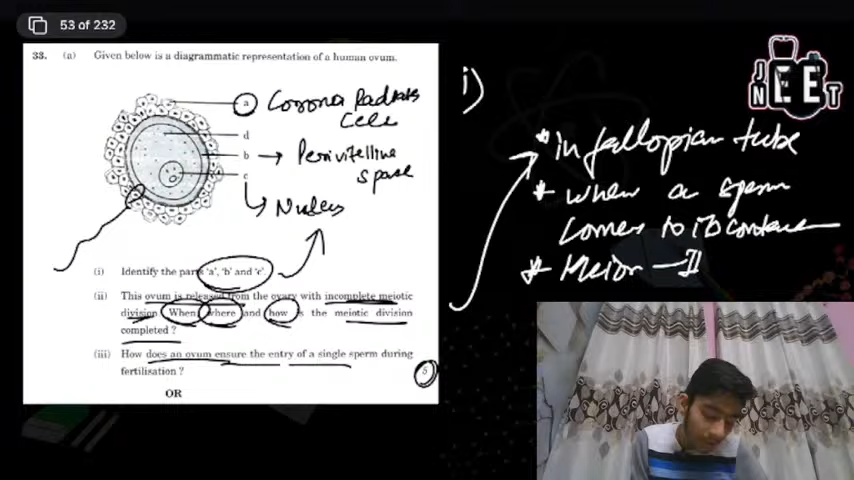 53 of 232
33. (a) Given below is a diagrammatic representation of a human ovum.
a
Corona Radiata
Cells
d
b → Perivitelline
space
c
Nucleus
(i) Identify the parts 'a', 'b' and 'c'.
(ii) This ovum is released from the ovary with incomplete meiotic
division. When, where and how is the meiotic division
completed ?
(iii) How does an ovum ensure the entry of a single sperm during
fertilisation ?
5
OR
i)
* in fallopian tube
* when a sperm
comes to its
* Meion - II
JEE
NEET